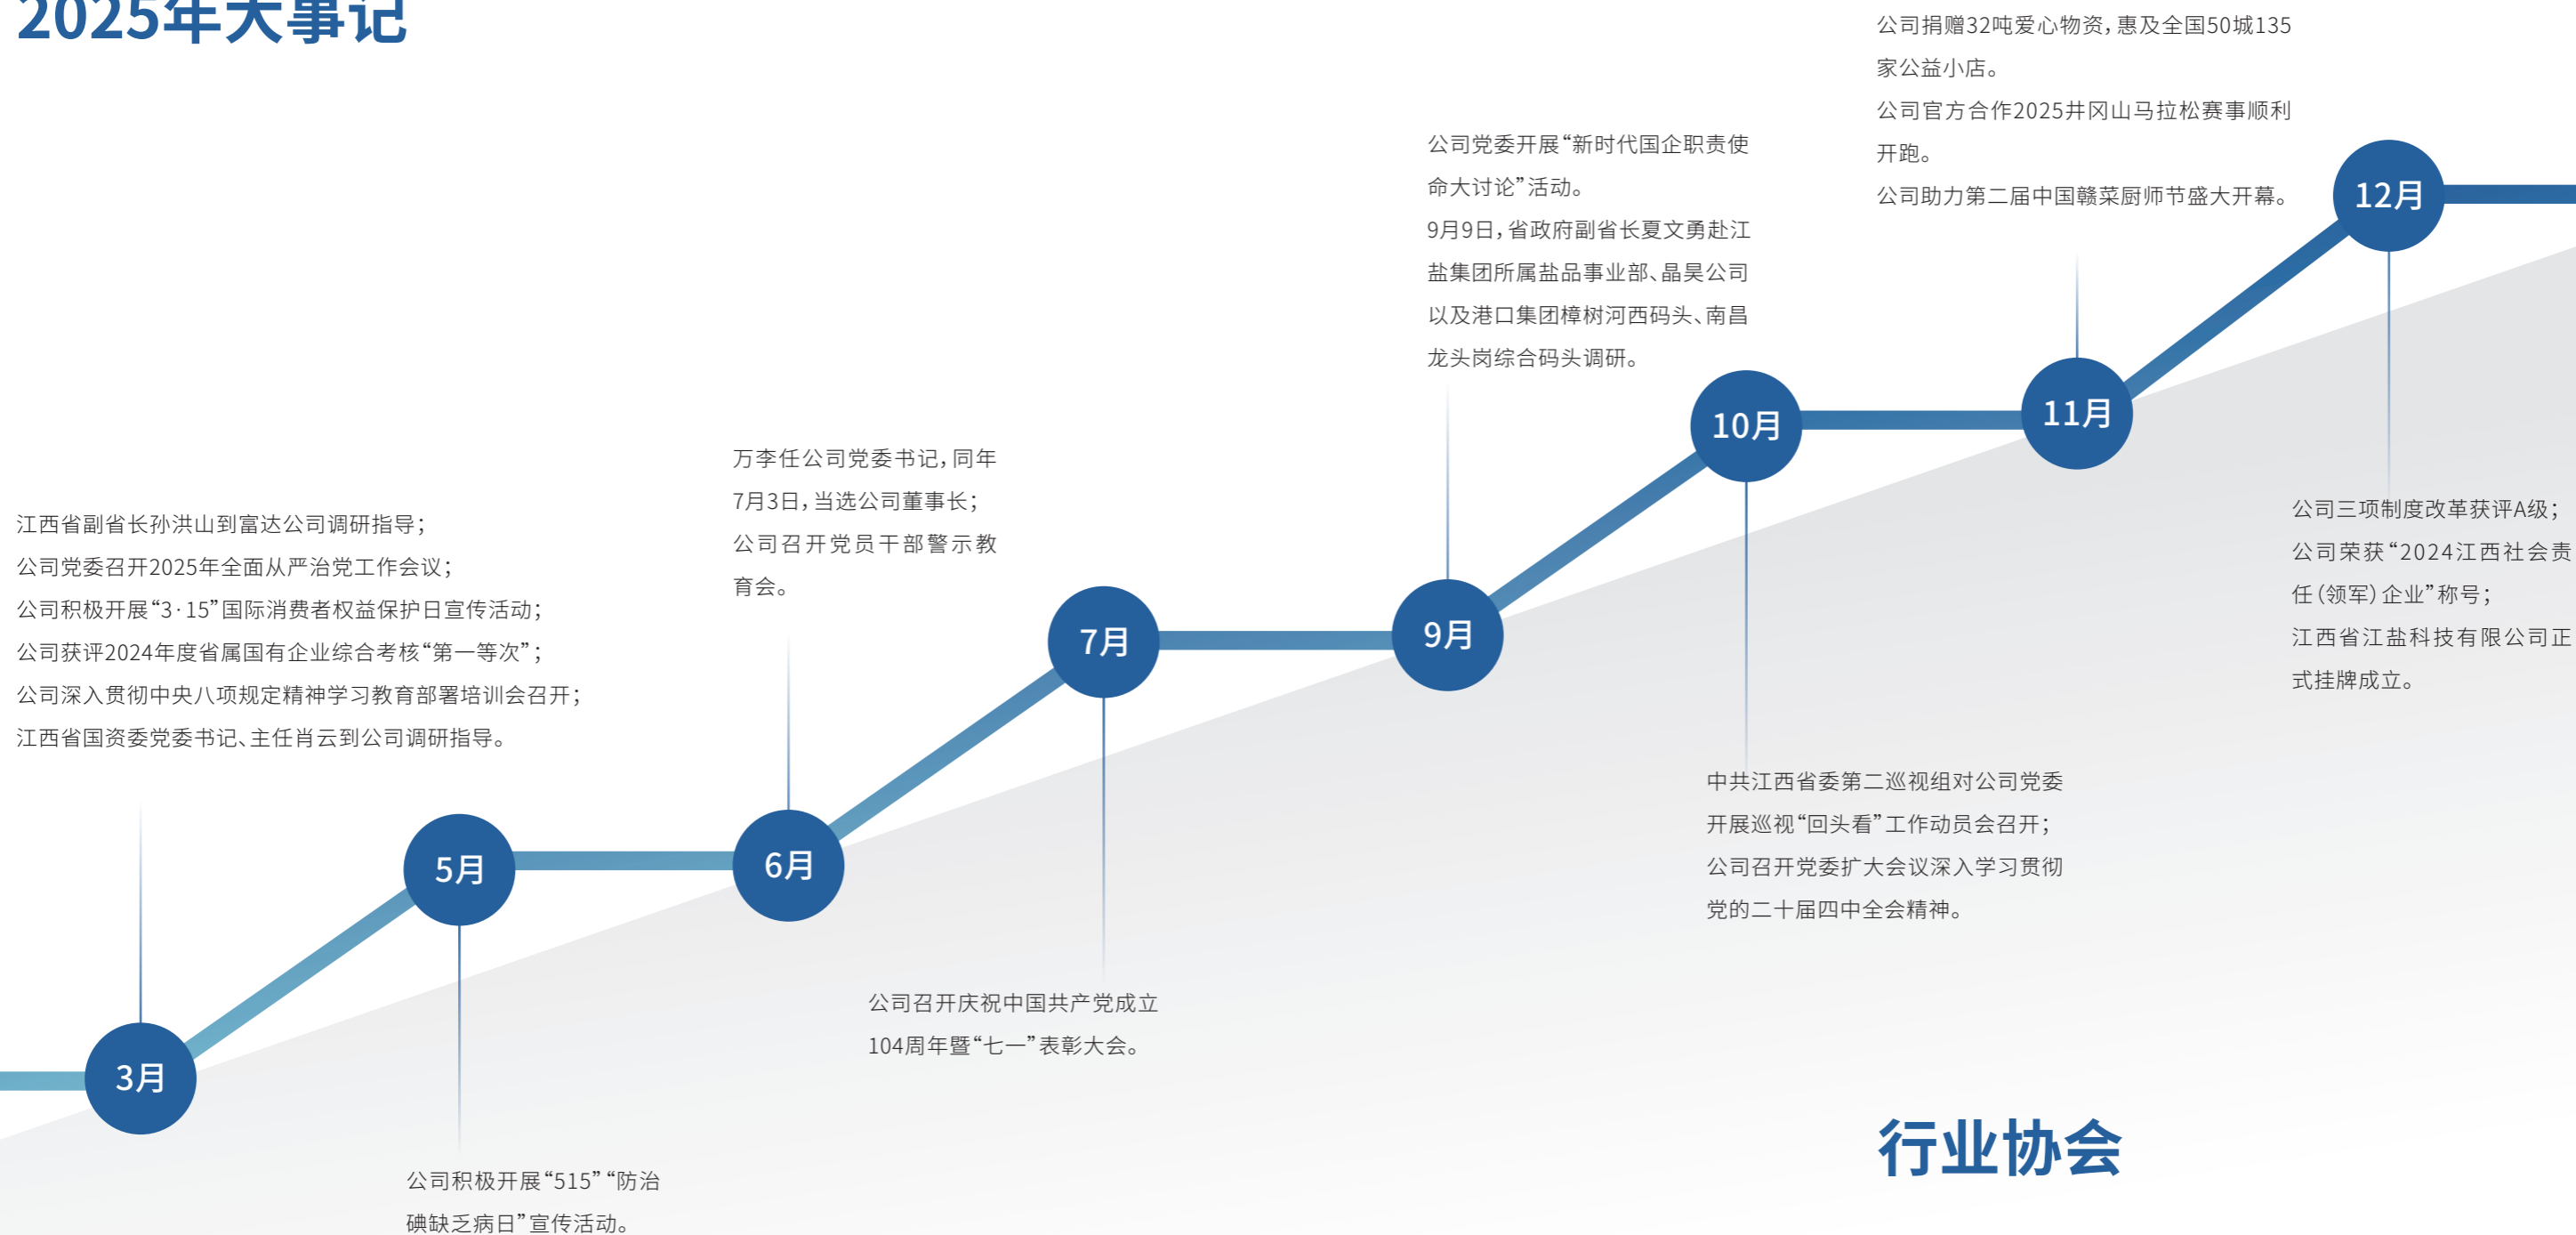 2025年大事记
江西省副省长孙洪山到富达公司调研指导；
公司党委召开2025年全面从严治党工作会议；
公司积极开展“3·15”国际消费者权益保护日宣传活动；
公司获评2024年度省属国有企业综合考核“第一等次”；
公司深入贯彻中央八项规定精神学习教育部署培训会召开；
江西省国资委党委书记、主任肖云到公司调研指导。
3月
5月
公司积极开展“515”“防治
碘缺乏病日”宣传活动。
万李任公司党委书记，同年
7月3日，当选公司董事长；
公司召开党员干部警示教
育会。
6月
7月
公司召开庆祝中国共产党成立
104周年暨“七一”表彰大会。
公司党委开展“新时代国企职责使
命大讨论”活动。
9月9日，省政府副省长夏文勇赴江
盐集团所属盐品事业部、晶昊公司
以及港口集团樟树河西码头、南昌
龙头岗综合码头调研。
9月
10月
中共江西省委第二巡视组对公司党委
开展巡视“回头看”工作动员会召开；
公司召开党委扩大会议深入学习贯彻
党的二十届四中全会精神。
公司捐赠32吨爱心物资，惠及全国50城135
家公益小店。
公司官方合作2025井冈山马拉松赛事顺利
开跑。
公司助力第二届中国赣菜厨师节盛大开幕。
11月
12月
公司三项制度改革获评A级；
公司荣获“2024江西社会责
任（领军）企业”称号；
江西省江盐科技有限公司正
式挂牌成立。
行业协会